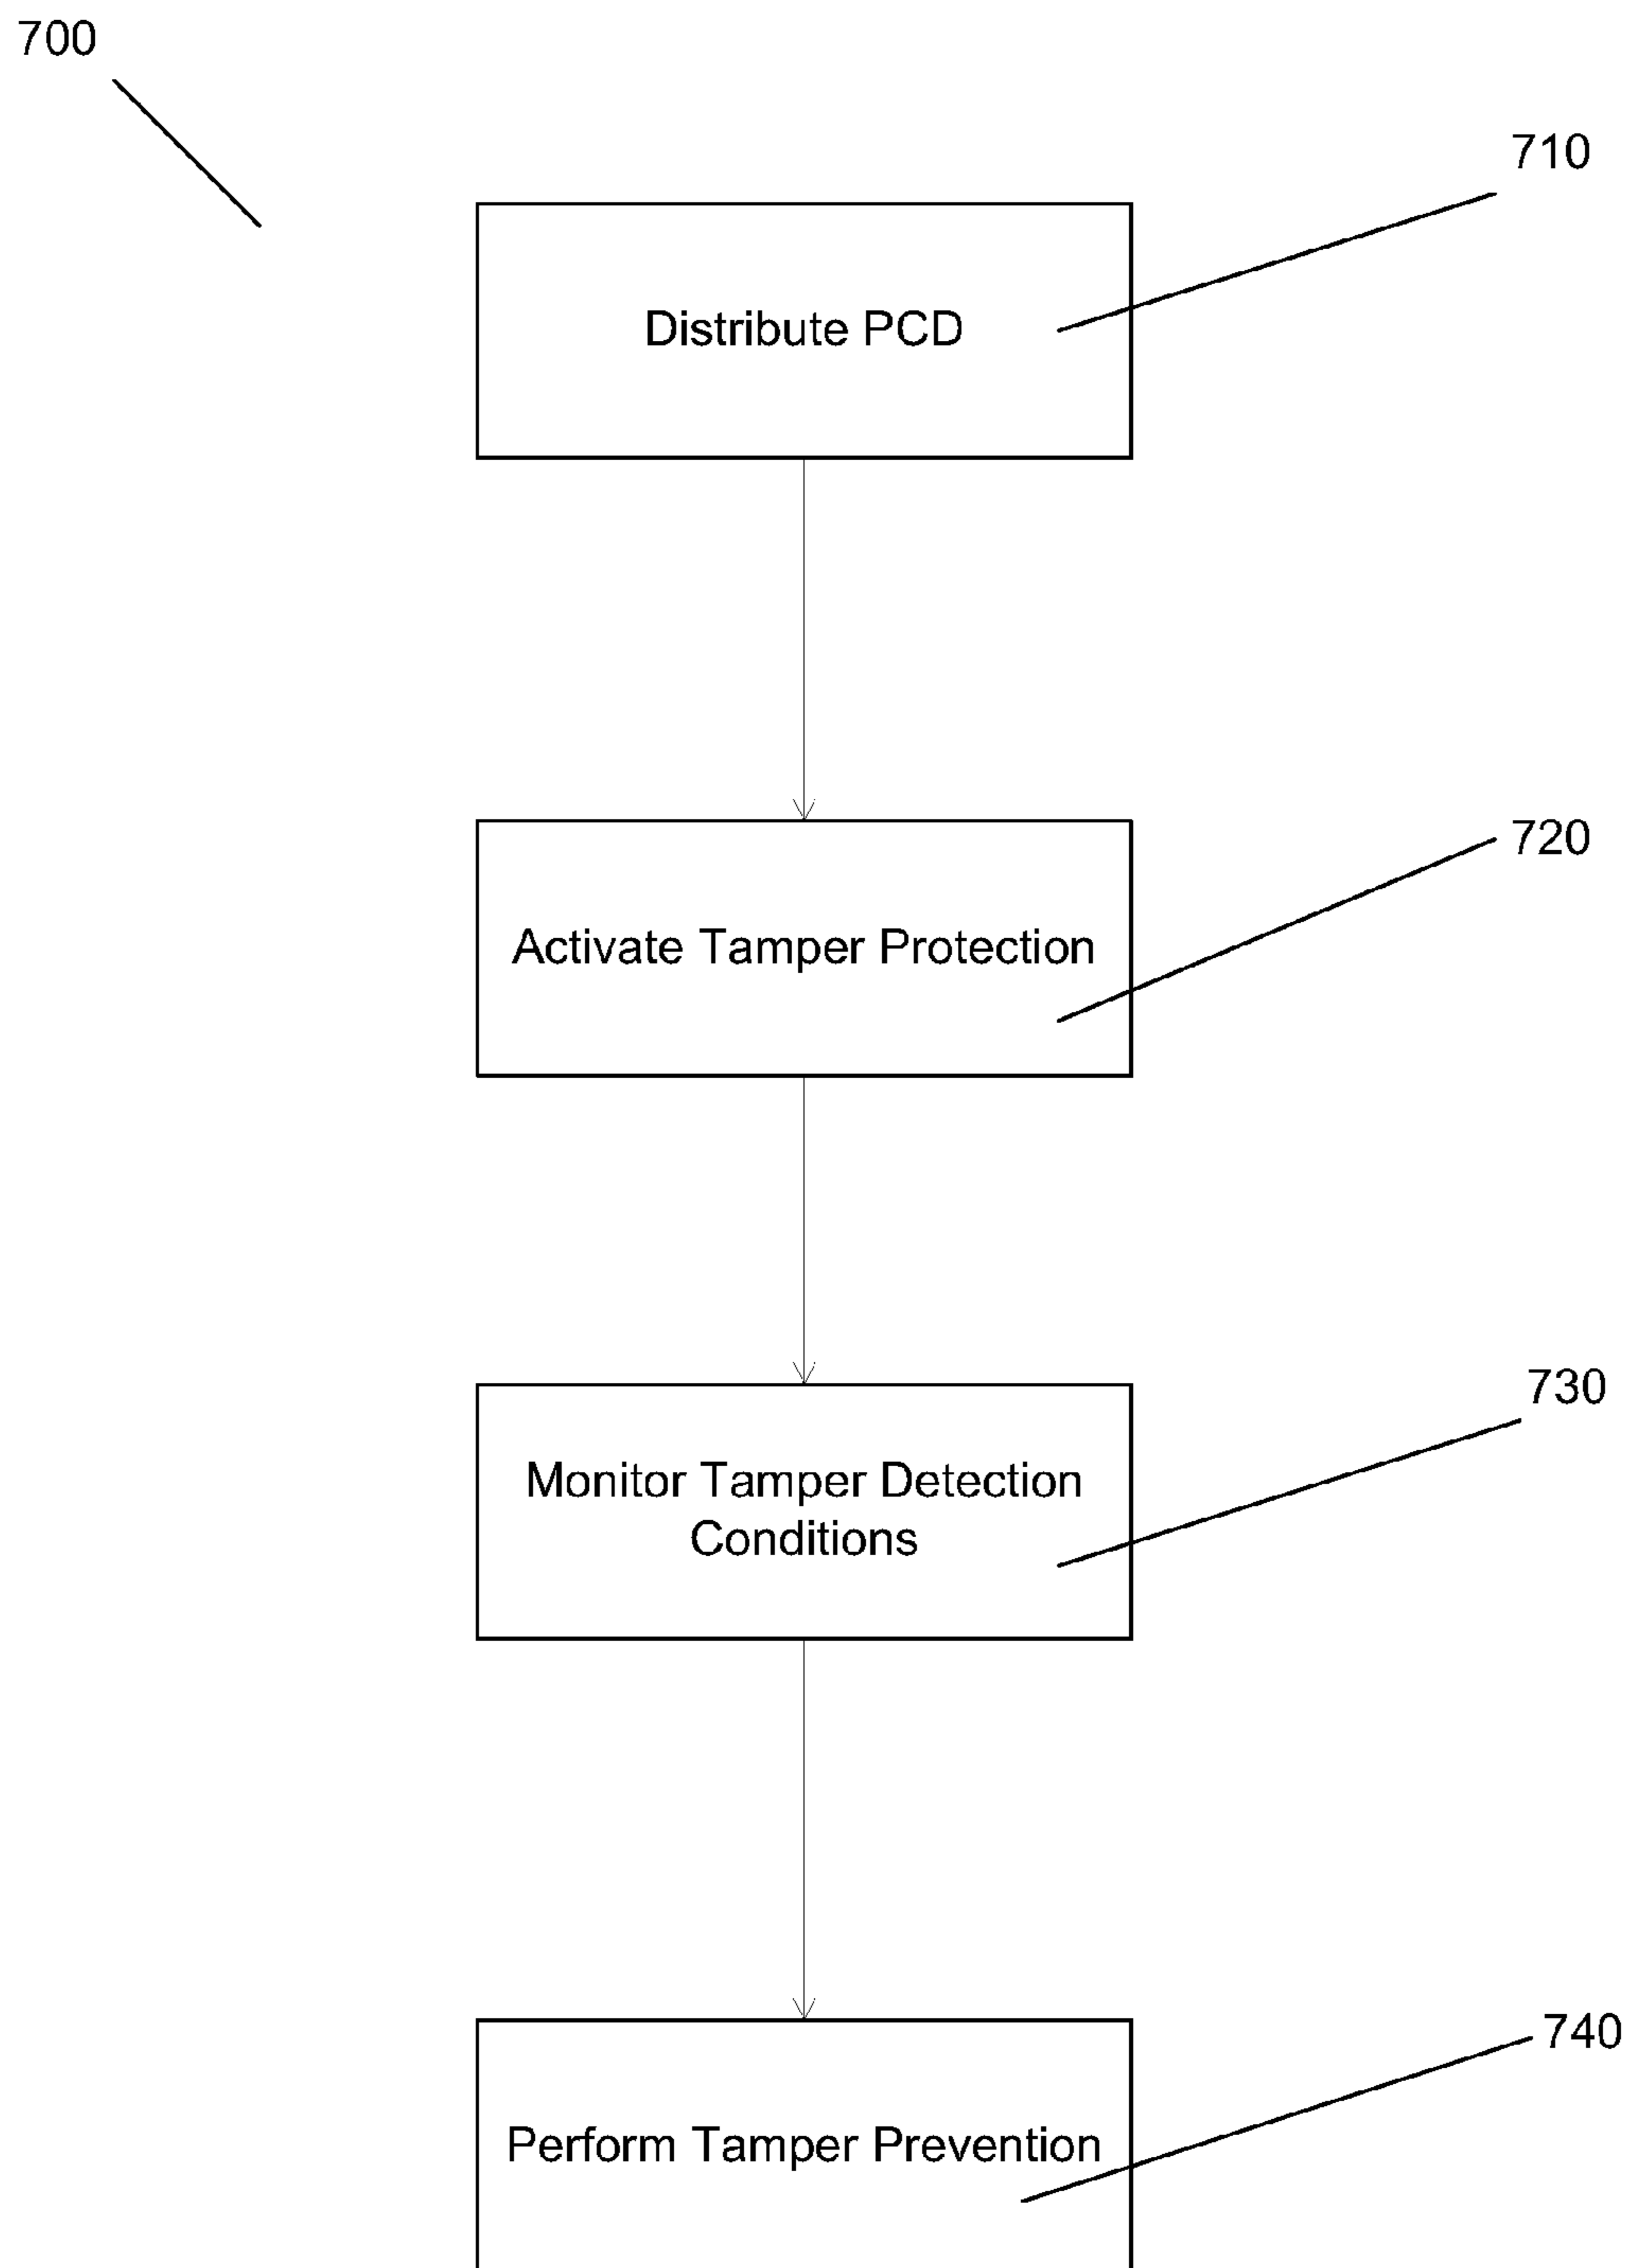 700
710
Distribute PCD
720
Activate Tamper Protection
730
Monitor Tamper Detection
Conditions
740
Perform Tamper Prevention